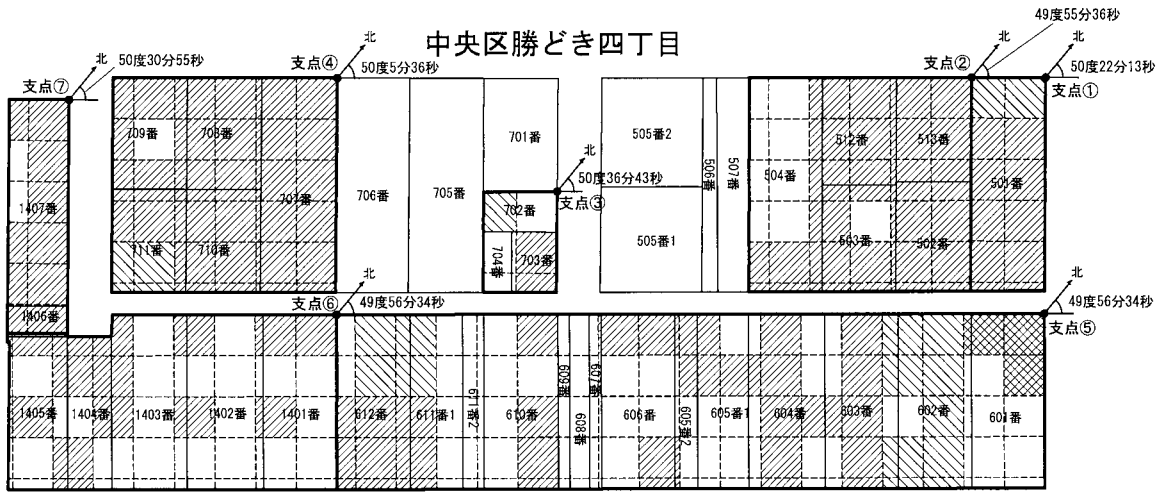 中央区勝どき四丁目
49度55分36秒
北
50度30分55秒
支点⑦
北
支点④
50度5分36秒
北
支点②
北
北
50度22分13秒
支点①
709番
708番
701番
505番2
506番
507番
504番
512番
513番
501番
1407番
707番
706番
705番
北
50度36分43秒
702番
支点③
711番
710番
704番
703番
505番1
503番
502番
1406番
支点⑥
北
49度56分34秒
北
49度56分34秒
支点⑤
1405番
1404番
1403番
1402番
1401番
612番
611番1
611番2
610番
609番
608番
607番
606番
605番2
605番1
604番
603番
602番
601番